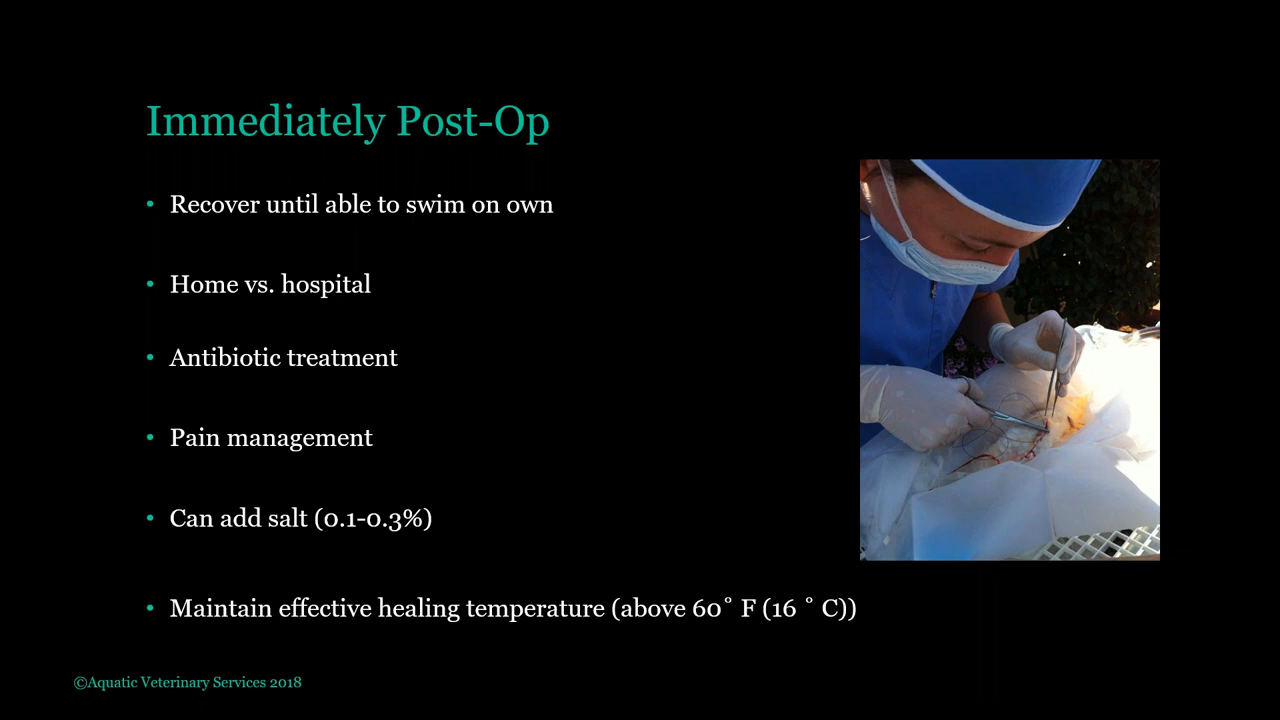 Immediately Post-Op
• Recover until able to swim on own
• Home vs. hospital
• Antibiotic treatment
• Pain management
• Can add salt (0.1-0.3%)
• Maintain effective healing temperature (above 60˚ F (16 ˚ C))
©Aquatic Veterinary Services 2018